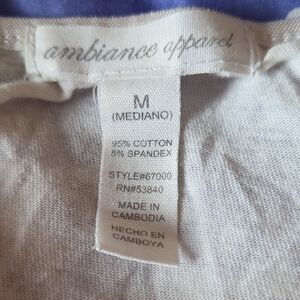 ambiance apparel
M
(MEDIANO)
95% COTTON
5% SPANDEX
STYLE#67000
RN#53840
MADE IN
CAMBODIA
HECHO EN
CAMBOYA